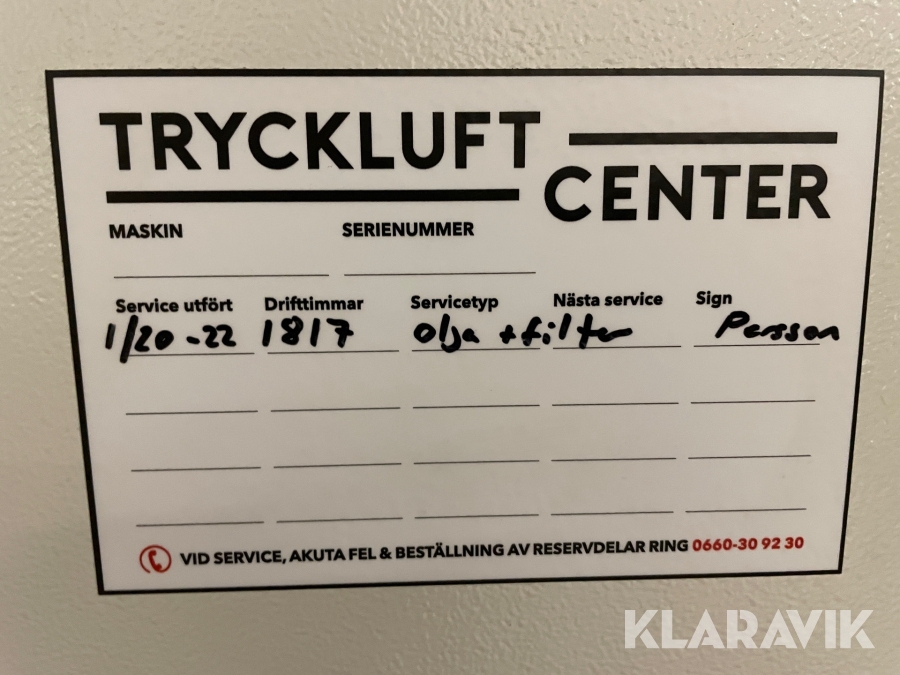 TRYCKLUFT
CENTER
MASKIN SERIENUMMER
Service utfört Drifttimmar Servicetyp Nästa service Sign
1/20-22 1817 olja + filter Persson
VID SERVICE, AKUTA FEL & BESTÄLLNING AV RESERVDELAR RING 0660-30 92 30
KLARAVIK